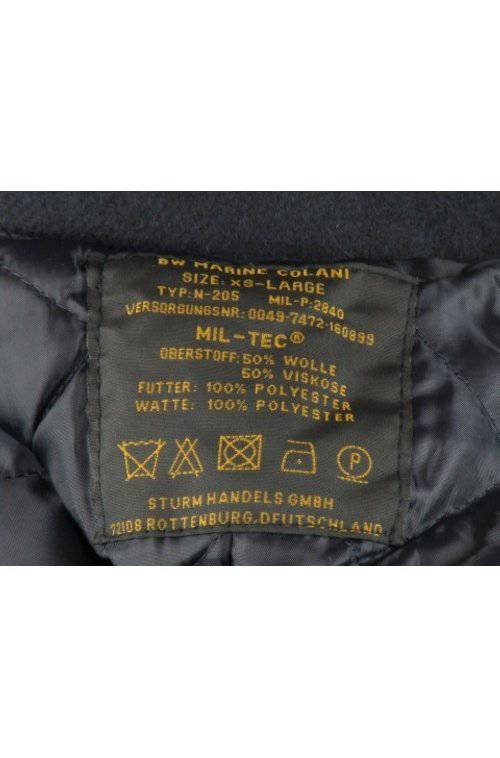 BW MARINE COLANI
SIZE: XS-LARGE
TYP: N-205 MIL-P:2840
VERSORGUNGSNR: 0049-7472-160899
MIL-TEC®
OBERSTOFF: 50% WOLLE
50% VISKOSE
FUTTER: 100% POLYESTER
WATTE: 100% POLYESTER
P
STURM HANDELS GMBH
72108 ROTTENBURG, DEUTSCHLAND